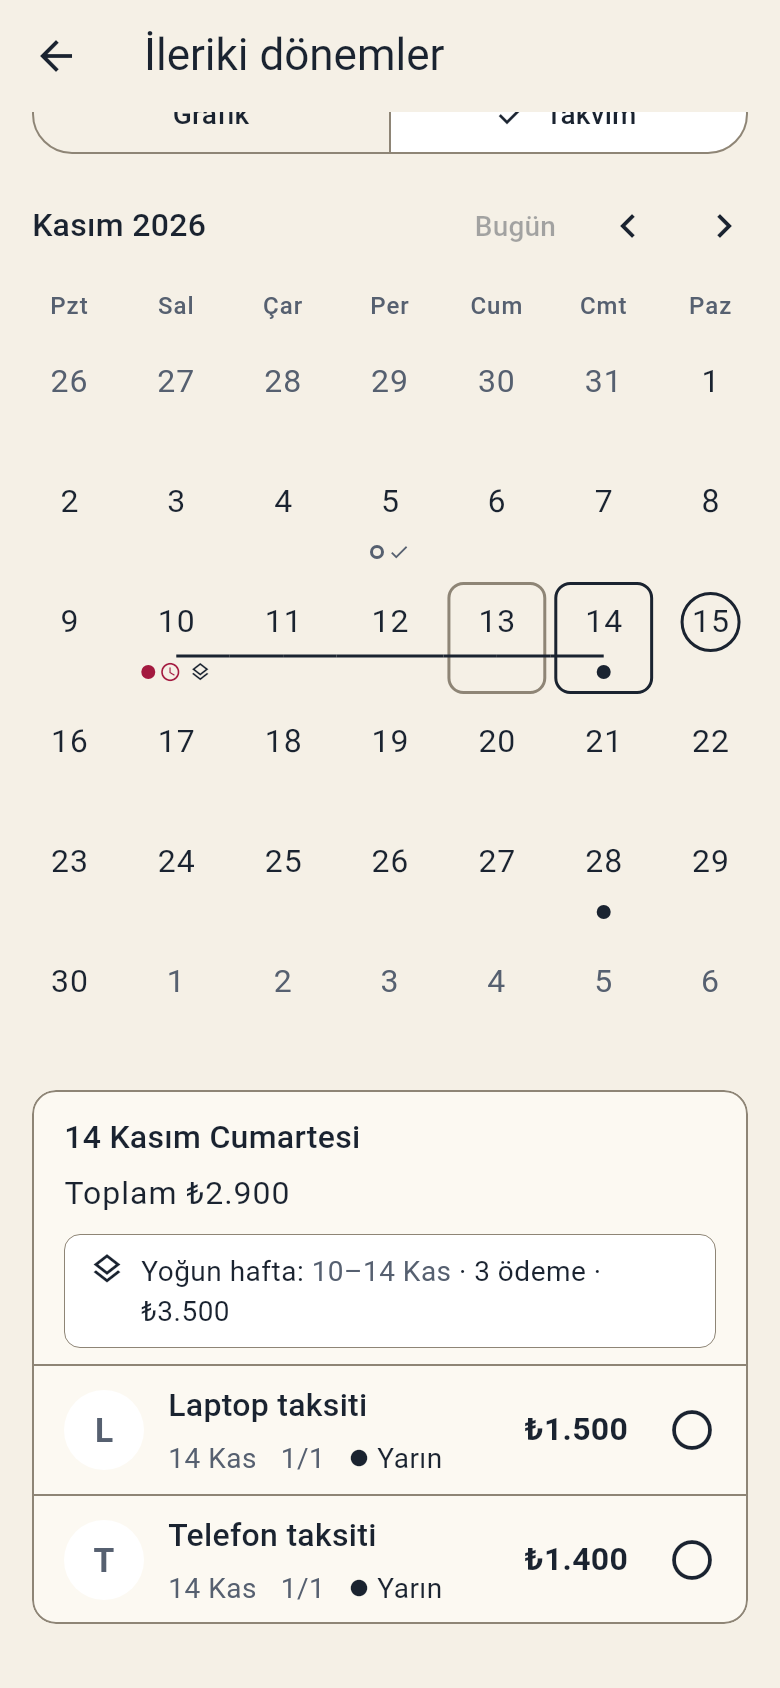 İleriki dönemler
Grafik Takvim
Kasım 2026 Bugün
Pzt Sal Çar Per Cum Cmt Paz
26 27 28 29 30 31 1
2 3 4 5 6 7 8
9 10 11 12 13 14 15
16 17 18 19 20 21 22
23 24 25 26 27 28 29
30 1 2 3 4 5 6
14 Kasım Cumartesi
Toplam ₺2.900
Yoğun hafta: 10–14 Kas · 3 ödeme ·
₺3.500
L Laptop taksiti ₺1.500
14 Kas 1/1 Yarın
T Telefon taksiti ₺1.400
14 Kas 1/1 Yarın